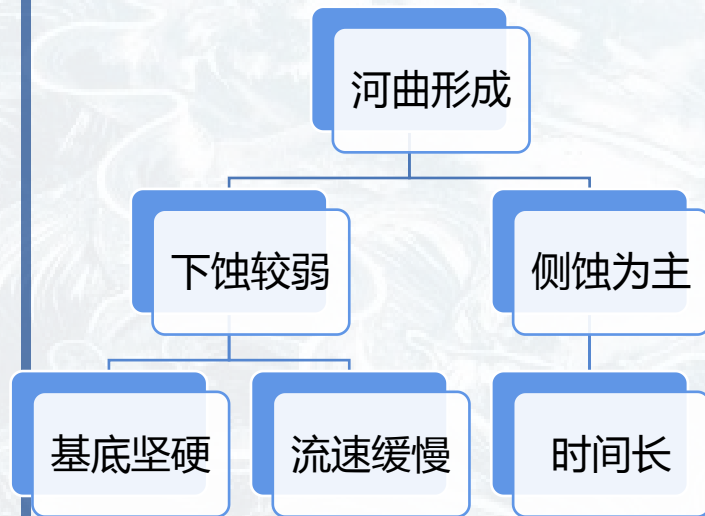 河曲形成
下蚀较弱
侧蚀为主
基底坚硬
流速缓慢
时间长